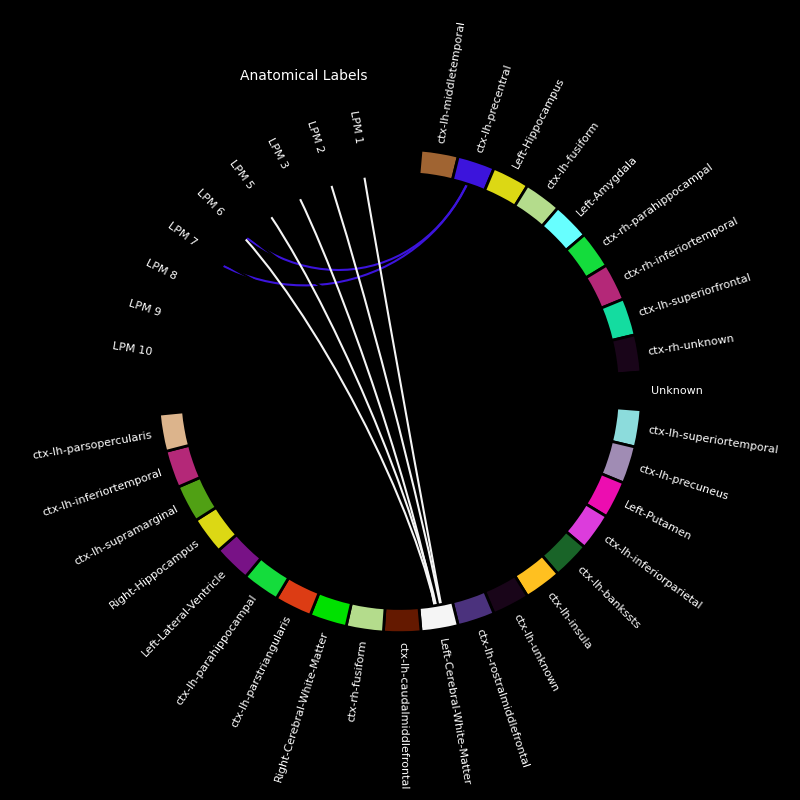 Anatomical Labels
LPM 1
LPM 2
LPM 3
LPM 5
LPM 6
LPM 7
LPM 8
LPM 9
LPM 10
ctx-lh-middletemporal
ctx-lh-precentral
Left-Hippocampus
ctx-lh-fusiform
Left-Amygdala
ctx-rh-parahippocampal
ctx-rh-inferiortemporal
ctx-lh-superiorfrontal
ctx-rh-unknown
Unknown
ctx-lh-superiortemporal
ctx-lh-precuneus
Left-Putamen
ctx-lh-inferiorparietal
ctx-lh-bankssts
ctx-lh-insula
ctx-lh-unknown
ctx-lh-rostralmiddlefrontal
Left-Cerebral-White-Matter
ctx-lh-caudalmiddlefrontal
ctx-rh-fusiform
Right-Cerebral-White-Matter
ctx-lh-parstriangularis
ctx-lh-parahippocampal
Left-Lateral-Ventricle
Right-Hippocampus
ctx-lh-supramarginal
ctx-lh-inferiortemporal
ctx-lh-parsopercularis